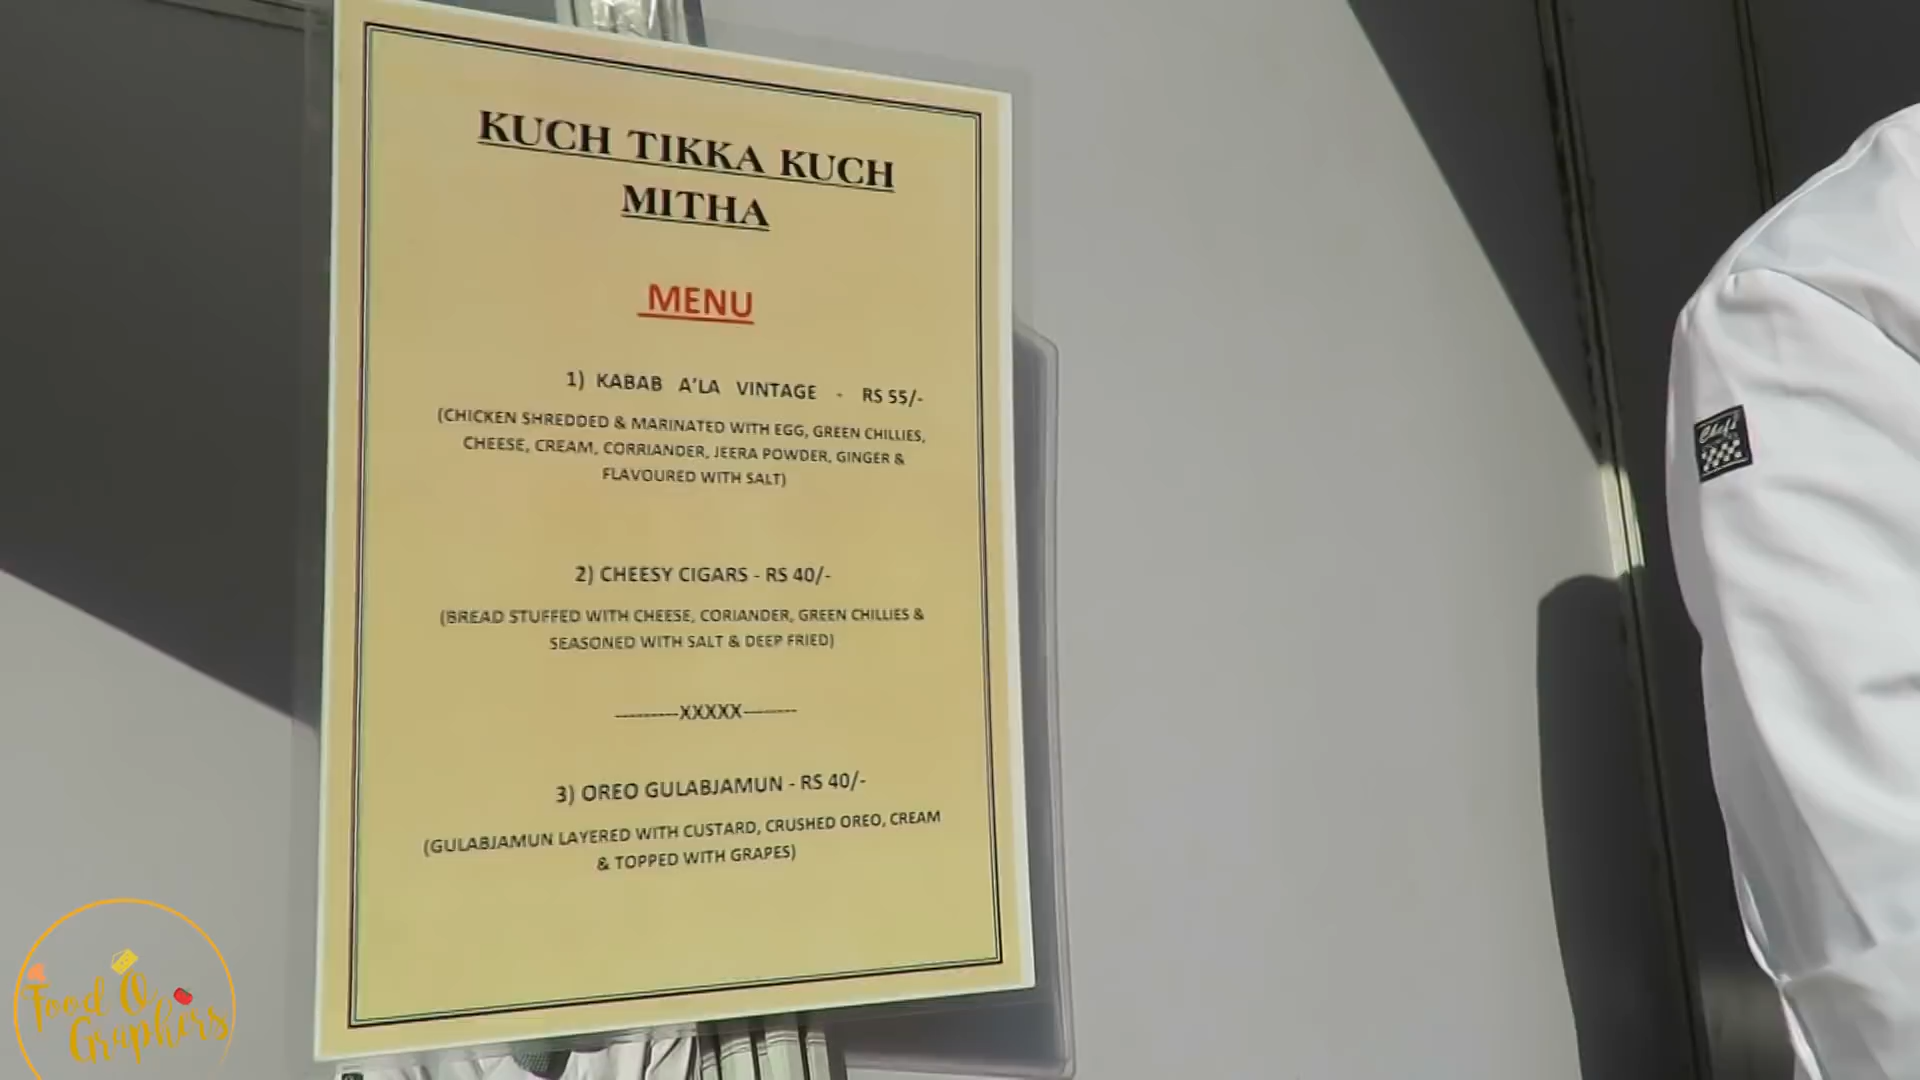 KUCH TIKKA KUCH
MITHA
MENU
1) KABAB A'LA VINTAGE - RS 55/-
(CHICKEN SHREDDED & MARINATED WITH EGG, GREEN CHILLIES,
CHEESE, CREAM, CORRIANDER, JEERA POWDER, GINGER &
FLAVOURED WITH SALT)
2) CHEESY CIGARS - RS 40/-
(BREAD STUFFED WITH CHEESE, CORIANDER, GREEN CHILLIES &
SEASONED WITH SALT & DEEP FRIED)
---------XXXXX--------
3) OREO GULABJAMUN - RS 40/-
(GULABJAMUN LAYERED WITH CUSTARD, CRUSHED OREO, CREAM
& TOPPED WITH GRAPES)
Chefs
Food O
Graphers